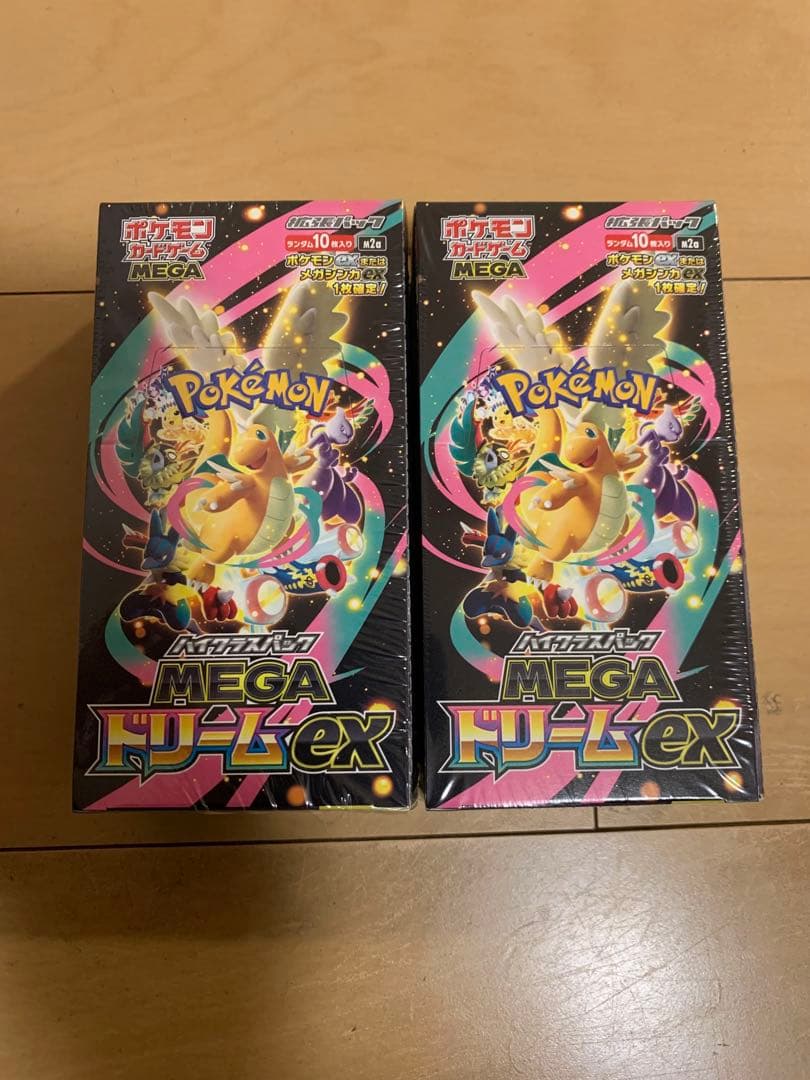 ポケモン
カードゲーム
MEGA
拡張パック
ランダム10枚入り M2a
ポケモンexまたは
メガシンカex
1枚確定!
POKéMON
ハイクラスパック
MEGA
ドリームex
ポケモン
カードゲーム
MEGA
拡張パック
ランダム10枚入り M2a
ポケモンexまたは
メガシンカex
1枚確定!
POKéMON
ハイクラスパック
MEGA
ドリームex